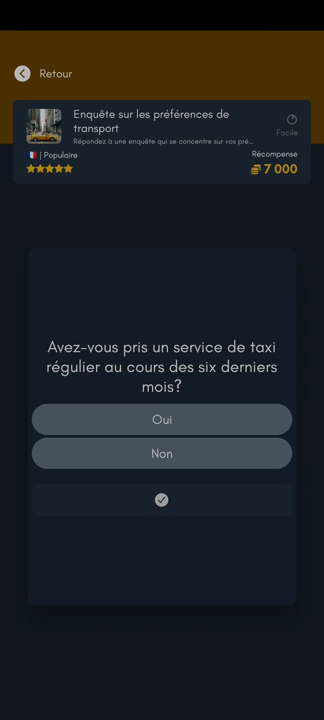 Retour
Enquête sur les préférences de
transport
Répondez à une enquête qui se concentre sur vos pré...
Facile
| Populaire
Récompense
7 000
Avez-vous pris un service de taxi
régulier au cours des six derniers
mois?
Oui
Non